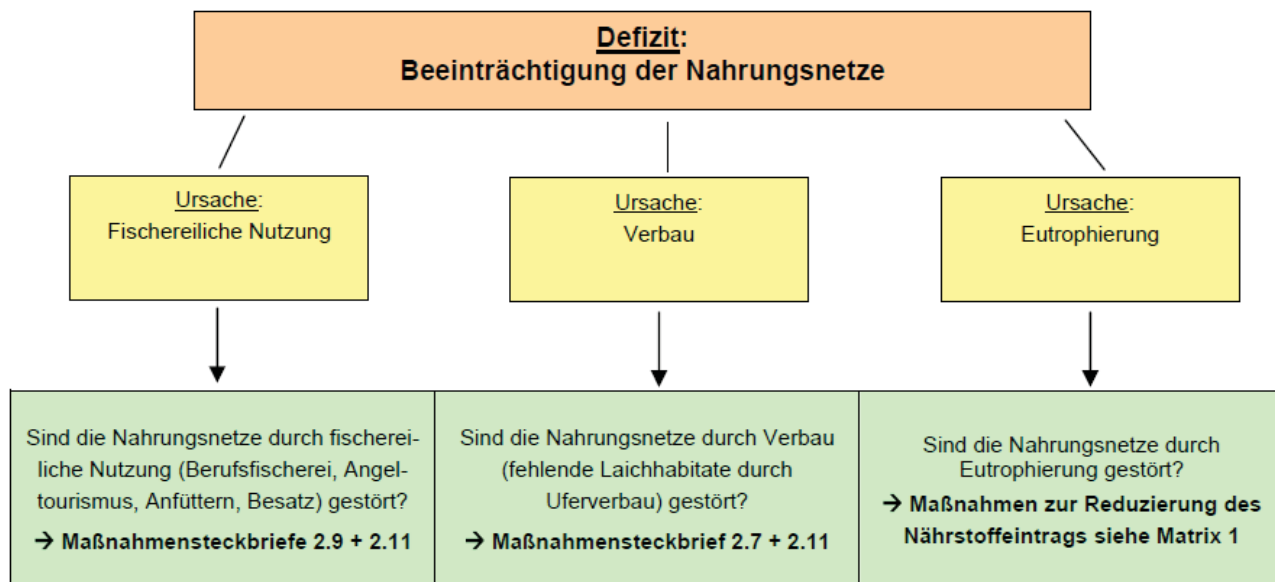 Defizit:
Beeinträchtigung der Nahrungsnetze
Ursache:
Fischereiliche Nutzung
Ursache:
Verbau
Ursache:
Eutrophierung
Sind die Nahrungsnetze durch fischerei-
liche Nutzung (Berufsfischerei, Angel-
tourismus, Anfüttern, Besatz) gestört?
→ Maßnahmensteckbriefe 2.9 + 2.11
Sind die Nahrungsnetze durch Verbau
(fehlende Laichhabitate durch
Uferverbau) gestört?
→ Maßnahmensteckbrief 2.7 + 2.11
Sind die Nahrungsnetze durch
Eutrophierung gestört?
→ Maßnahmen zur Reduzierung des
Nährstoffeintrags siehe Matrix 1